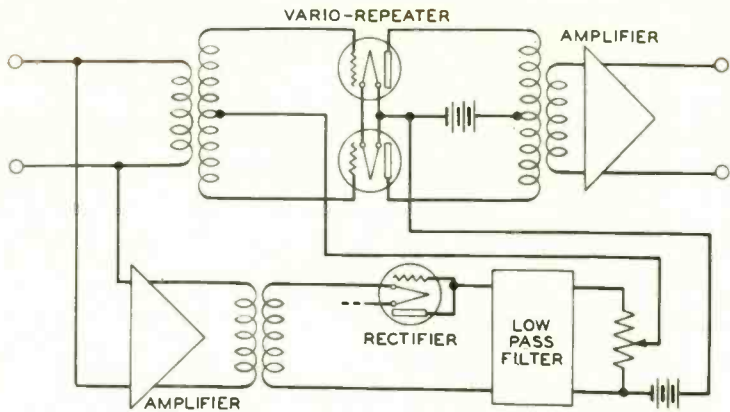 VARIO-REPEATER
AMPLIFIER
RECTIFIER
LOW
PASS
FILTER
AMPLIFIER